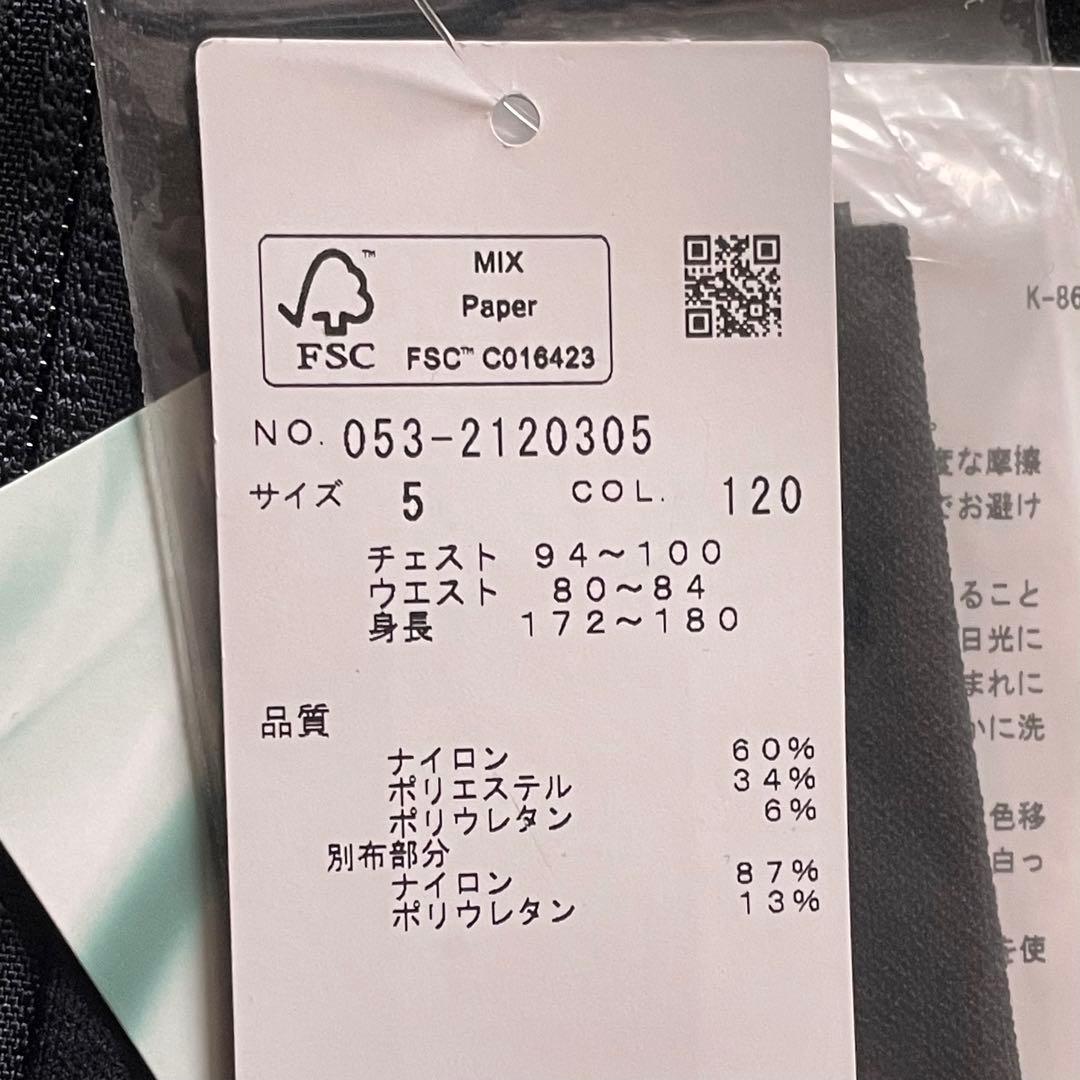 MIX
Paper
FSC™ C016423
FSC
NO. 053-2120305
サイズ 5 COL. 120
チェスト 94～100
ウエスト 80～84
身長 172～180
品質
ナイロン 60%
ポリエステル 34%
ポリウレタン 6%
別布部分
ナイロン 87%
ポリウレタン 13%
K-86
な摩擦
でお避け
ること
日光に
まれに
かに洗
色移
白っ
を使